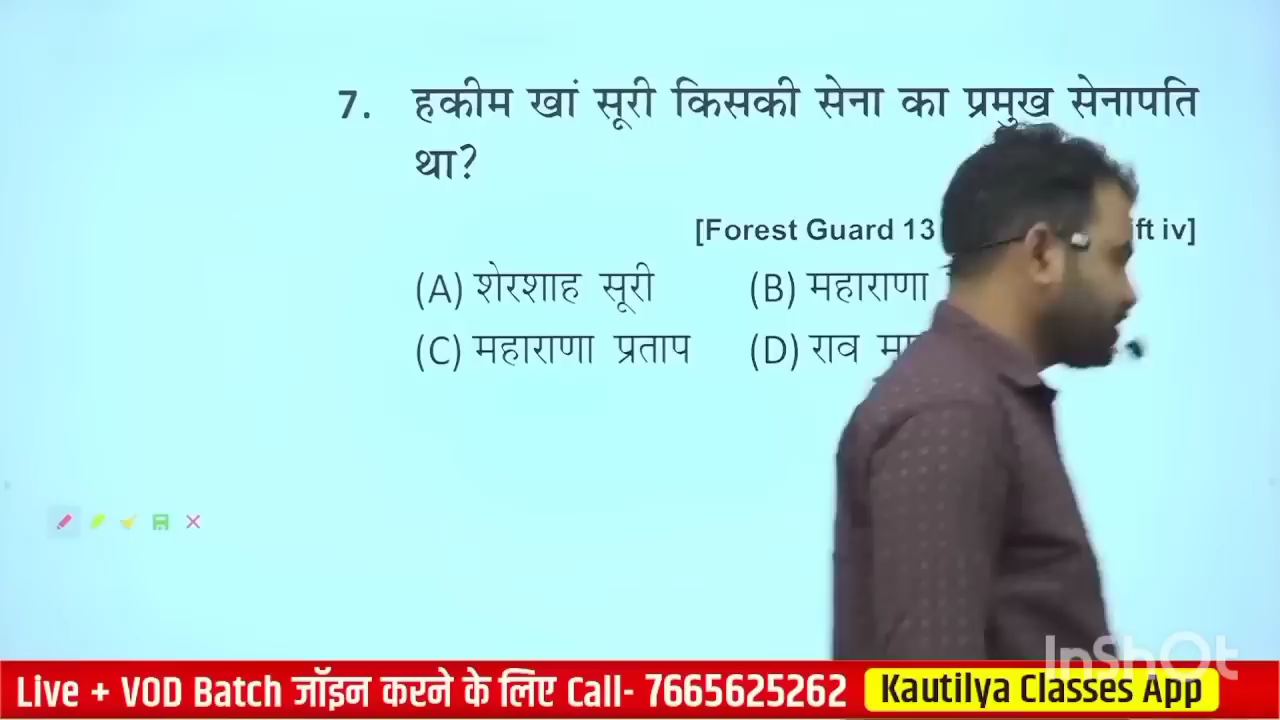 7. हकीम खां सूरी किसकी सेना का प्रमुख सेनापति
था?
[Forest Guard 13 ift iv]
(A) शेरशाह सूरी (B) महाराणा
(C) महाराणा प्रताप (D) राव
InShOt
Live + VOD Batch जॉइन करने के लिए Call- 7665625262 Kautilya Classes App